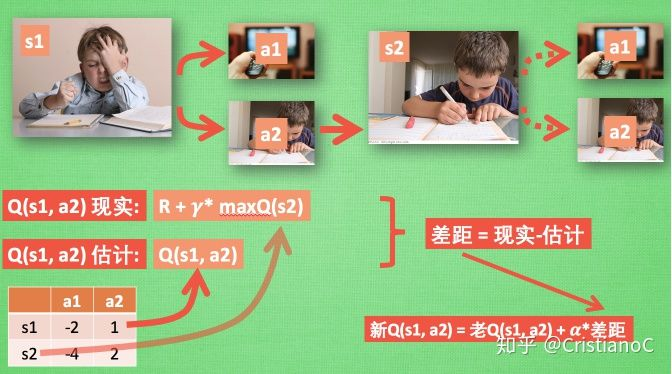 s1
a1
a2
s2
a1
a2
Q(s1, a2) 现实: R + γ* maxQ(s2)
Q(s1, a2) 估计: Q(s1, a2)
差距 = 现实-估计
a1 a2
s1 -2 1
s2 -4 2
新Q(s1, a2) = 老Q(s1, a2) + α*差距
知乎 @CristianoC